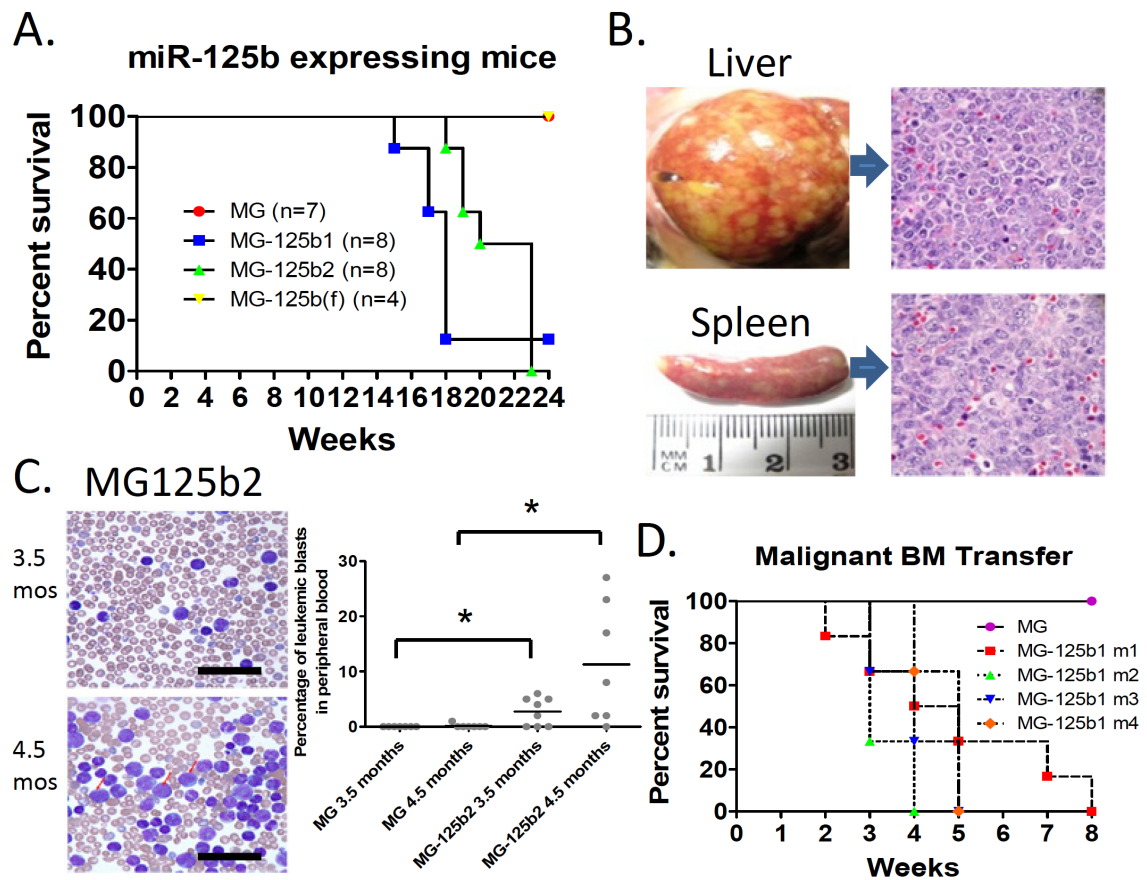 A.
miR-125b expressing mice
Percent survival
100
80
60
40
20
0
MG (n=7)
MG-125b1 (n=8)
MG-125b2 (n=8)
MG-125b(f) (n=4)
0 2 4 6 8 10 12 14 16 18 20 22 24
Weeks
B.
Liver
Spleen
MM
CM 1 2 3
C.
MG125b2
3.5
mos
4.5
mos
Percentage of leukemic blasts
in peripheral blood
30
20
10
0
*
*
MG 3.5 months
MG 4.5 months
MG-125b2 3.5 months
MG-125b2 4.5 months
D.
Malignant BM Transfer
Percent survival
100
80
60
40
20
0
MG
MG-125b1 m1
MG-125b1 m2
MG-125b1 m3
MG-125b1 m4
0 1 2 3 4 5 6 7 8
Weeks